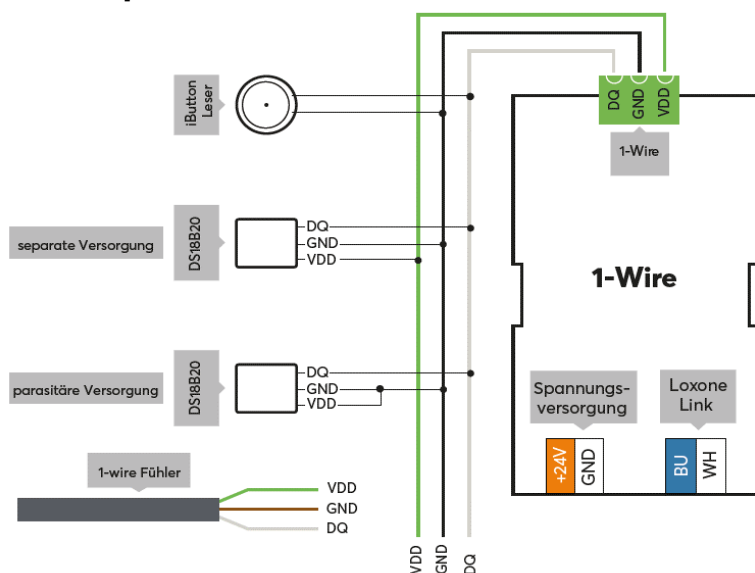 iButton
Leser
DQ
GND
VDD
1-Wire
separate Versorgung
DS18B20
DQ
GND
VDD
1-Wire
parasitäre Versorgung
DS18B20
DQ
GND
VDD
Spannungs-
versorgung
Loxone
Link
+24V
GND
BU
WH
1-wire Fühler
VDD
GND
DQ
VDD
GND
DQ